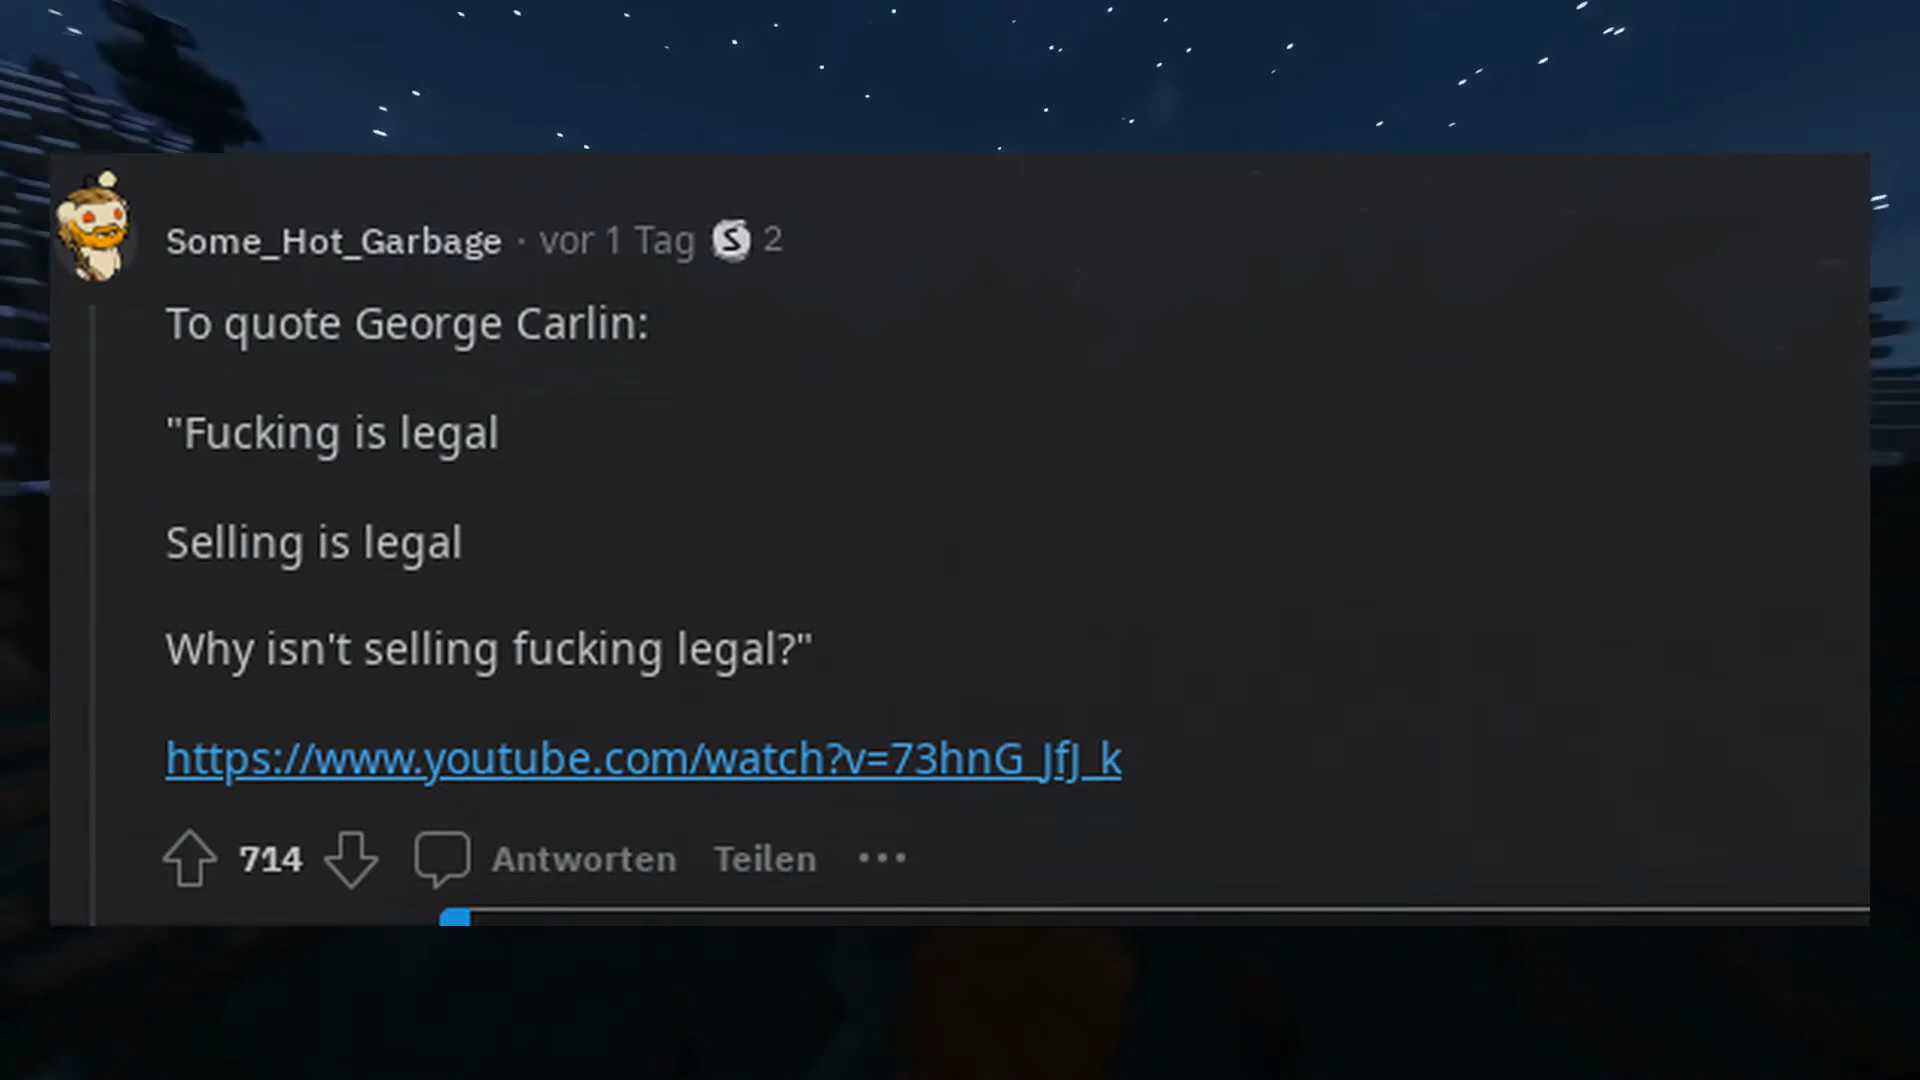 Some_Hot_Garbage · vor 1 Tag S 2
To quote George Carlin:
"Fucking is legal
Selling is legal
Why isn't selling fucking legal?"
https://www.youtube.com/watch?v=73hnG_JfJ_k
714 Antworten Teilen ...